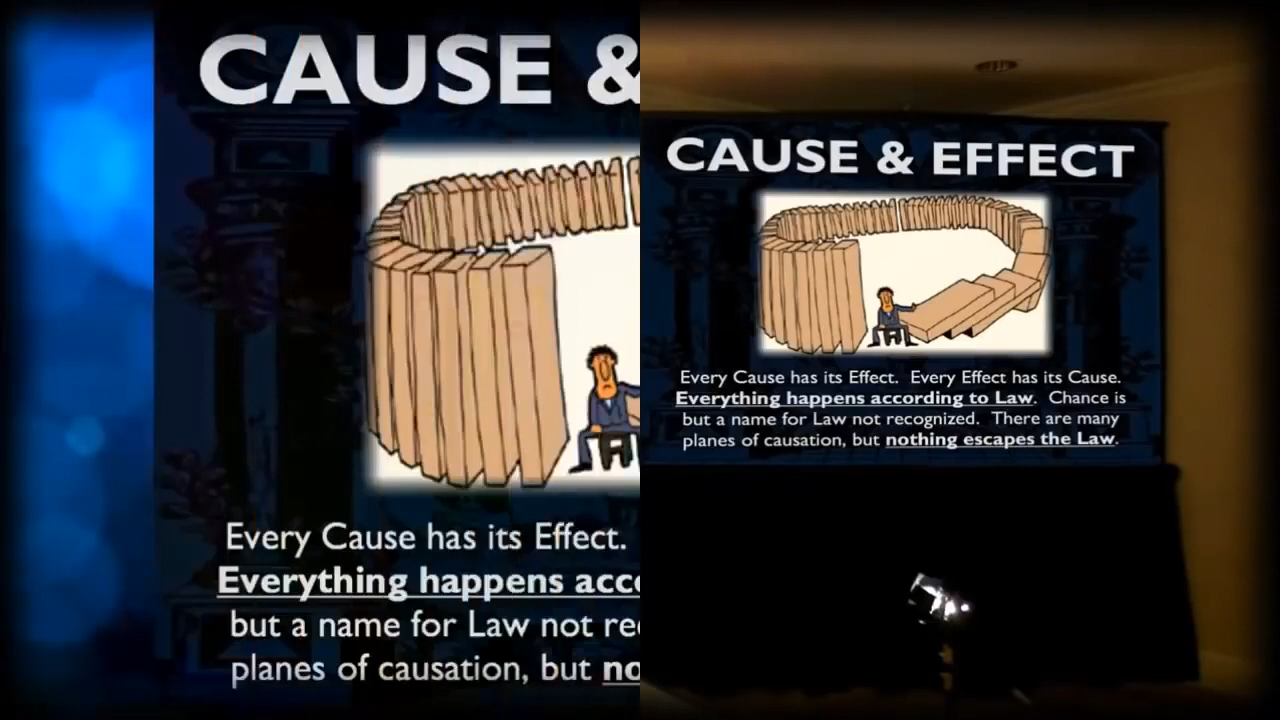 CAUSE &
Every Cause has its Effect.
Everything happens acc
but a name for Law not re
planes of causation, but no
CAUSE & EFFECT
Every Cause has its Effect. Every Effect has its Cause.
Everything happens according to Law. Chance is
but a name for Law not recognized. There are many
planes of causation, but nothing escapes the Law.